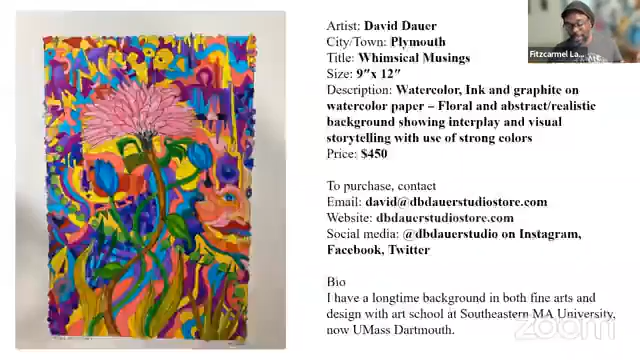 Artist: David Dauer
City/Town: Plymouth
Title: Whimsical Musings
Size: 9″x 12″
Description: Watercolor, Ink and graphite on
watercolor paper – Floral and abstract/realistic
background showing interplay and visual
storytelling with use of strong colors
Price: $450
To purchase, contact
Email: david@dbdauerstudiostore.com
Website: dbdauerstudiostore.com
Social media: @dbdauerstudio on Instagram,
Facebook, Twitter
Bio
I have a longtime background in both fine arts and
design with art school at Southeastern MA University,
now UMass Dartmouth.
Fitzcarmel La...
zoom